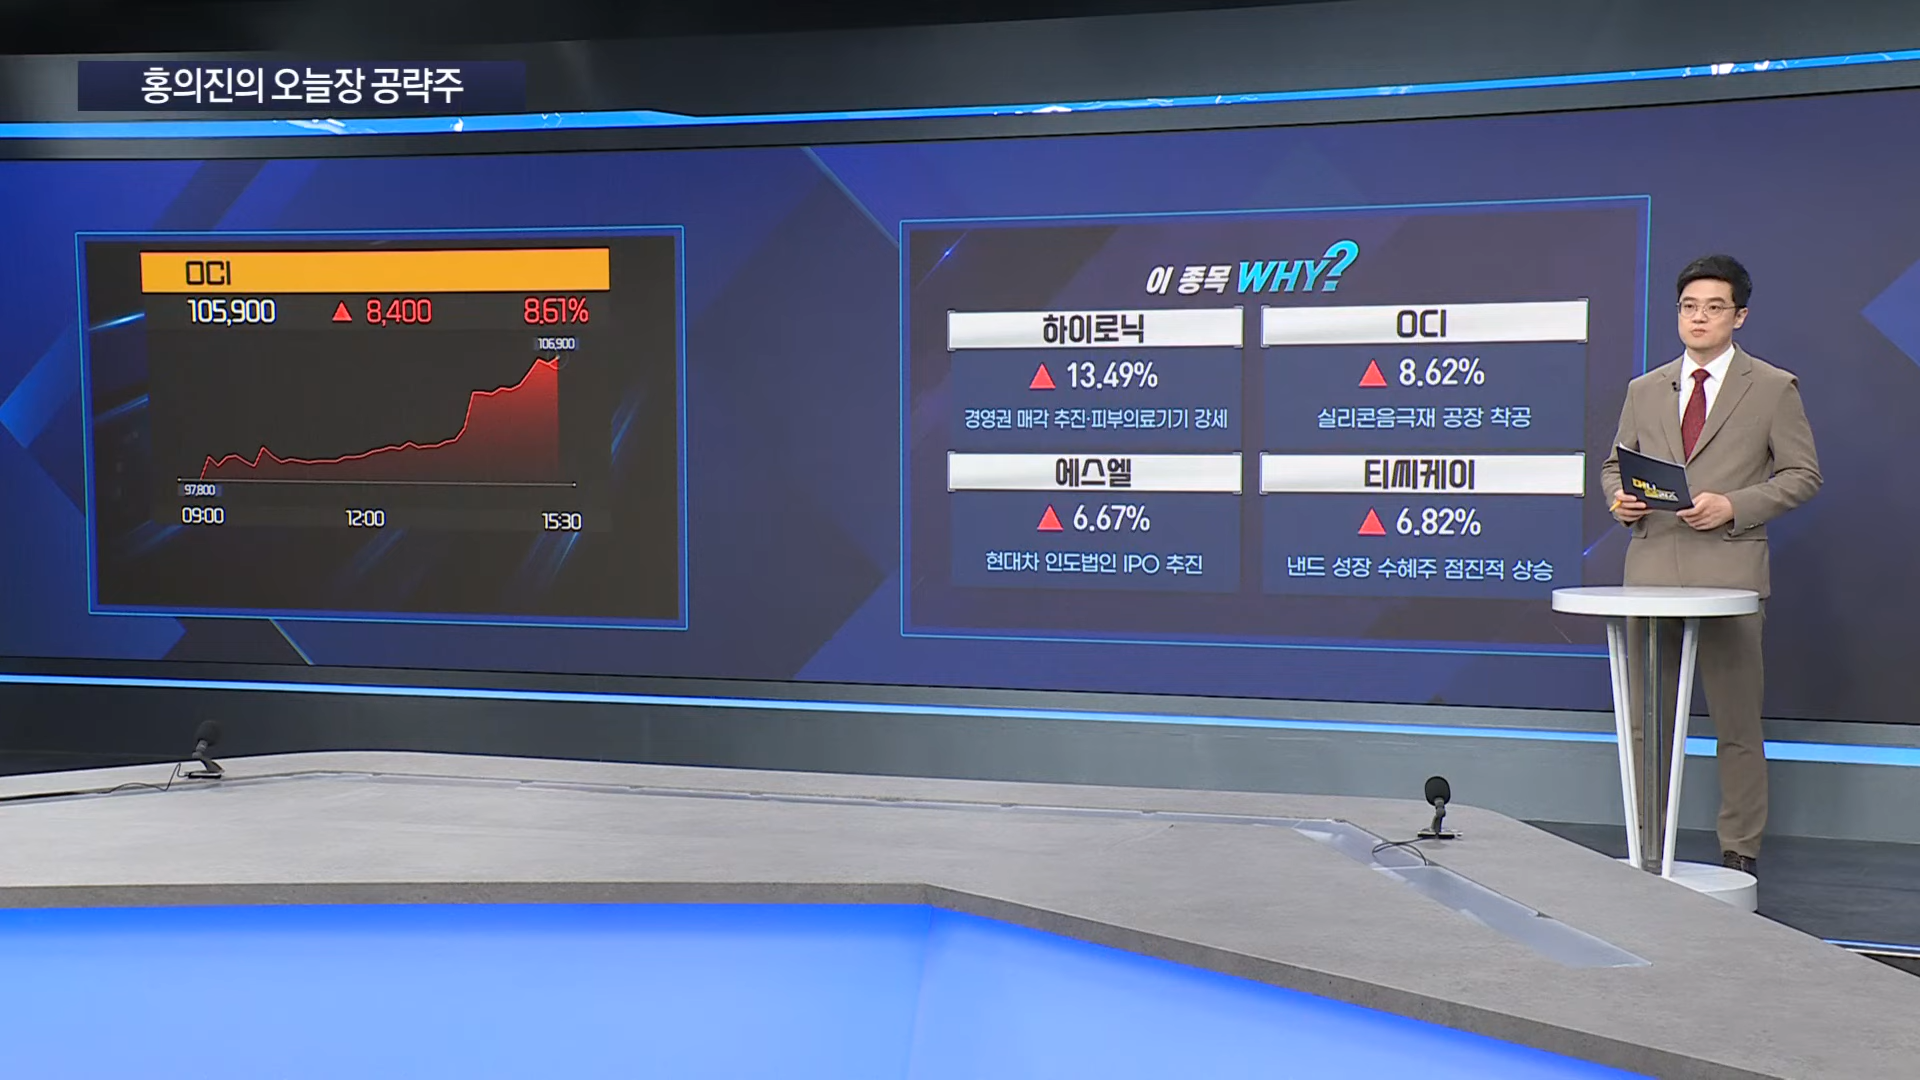 홍의진의 오늘장 공략주
OCI
105,900 ▲ 8,400 8.61%
106,900
97,800
09:00 12:00 15:30
이 종목 WHY?
하이로닉
▲ 13.49%
경영권 매각 추진·피부의료기기 강세
OCI
▲ 8.62%
실리콘음극재 공장 착공
에스엘
▲ 6.67%
현대차 인도법인 IPO 추진
티씨케이
▲ 6.82%
낸드 성장 수혜주 점진적 상승
머니